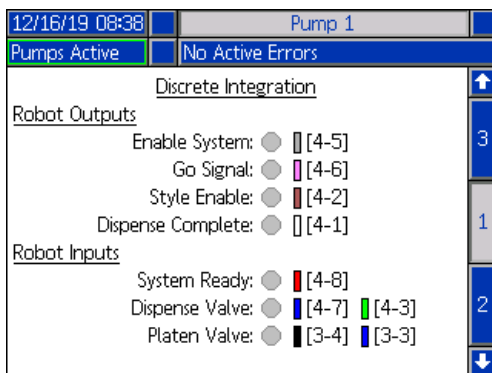 12/16/19 08:38 Pump 1
Pumps Active No Active Errors
Discrete Integration
Robot Outputs
Enable System: [4-5]
3
Go Signal: [4-6]
Style Enable: [4-2]
Dispense Complete: [4-1]
1
Robot Inputs
System Ready: [4-8]
Dispense Valve: [4-7] [4-3]
2
Platen Valve: [3-4] [3-3]